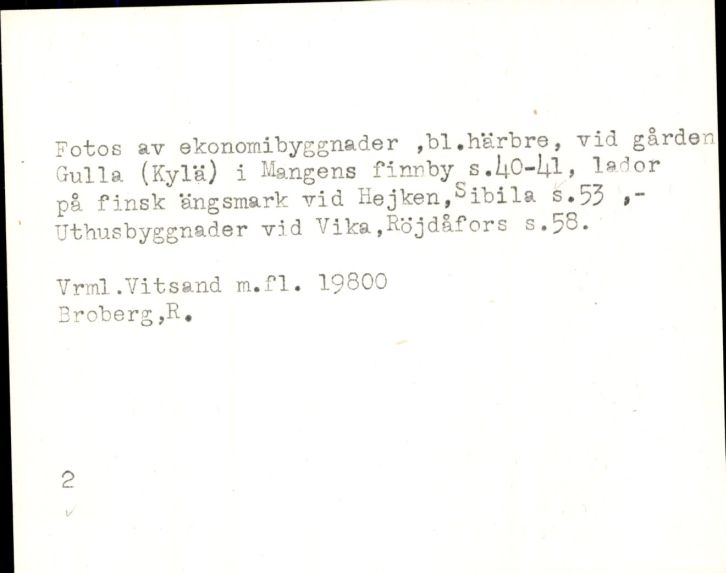 Fotos av ekonomibyggnader ,bl.härbre, vid gården
Gulla (Kylä) i Mangens finnby s.40-41, lador
på finsk ängsmark vid Hejken,Sibila s.53 ,-
Uthusbyggnader vid Vika,Röjdåfors s.58.
Vrml.Vitsand m.fl. 19800
Broberg,R.
2